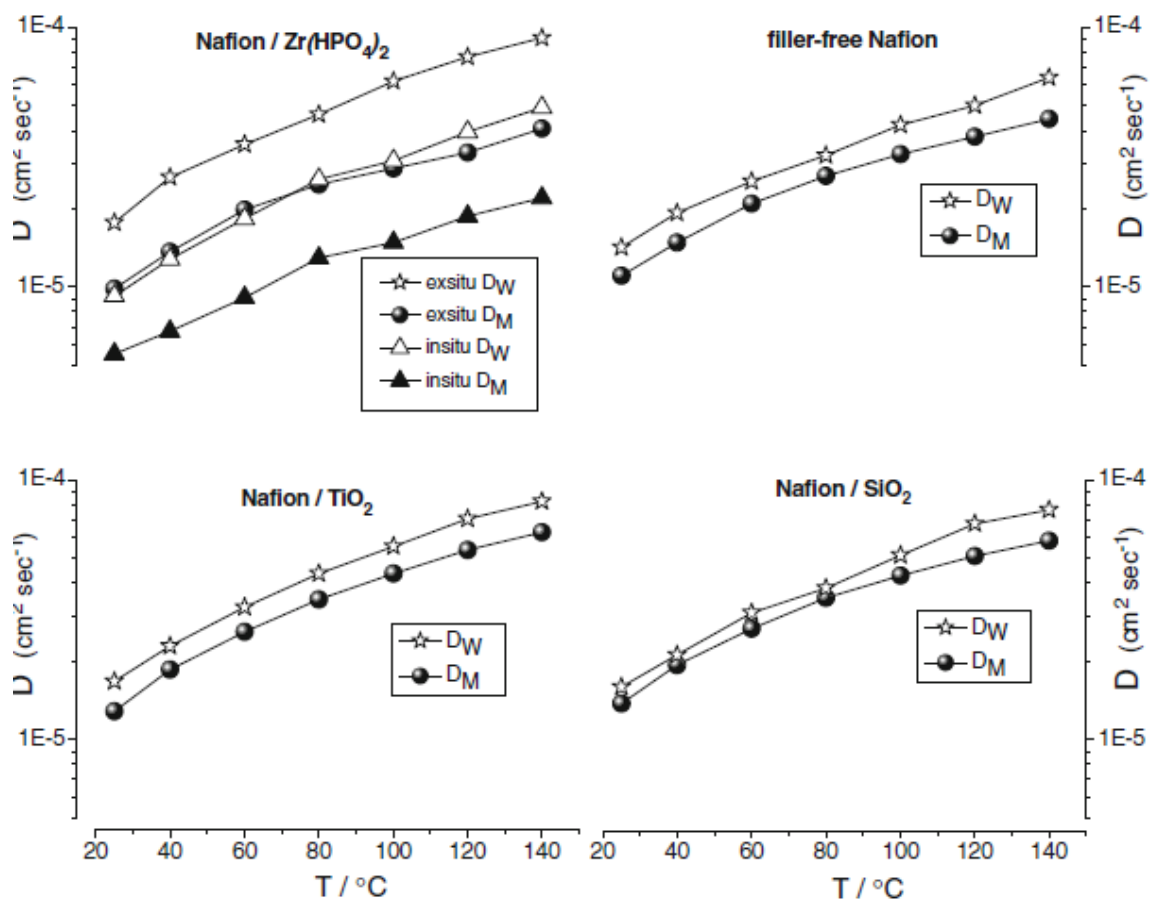 Nafion / Zr(HPO4)2
1E-4
1E-5
D (cm2 sec-1)
exsitu DW
exsitu DM
insitu DW
insitu DM
filler-free Nafion
1E-4
1E-5
D (cm2 sec-1)
DW
DM
Nafion / TiO2
1E-4
1E-5
D (cm2 sec-1)
DW
DM
20 40 60 80 100 120 140
T / °C
Nafion / SiO2
1E-4
1E-5
D (cm2 sec-1)
DW
DM
20 40 60 80 100 120 140
T / °C